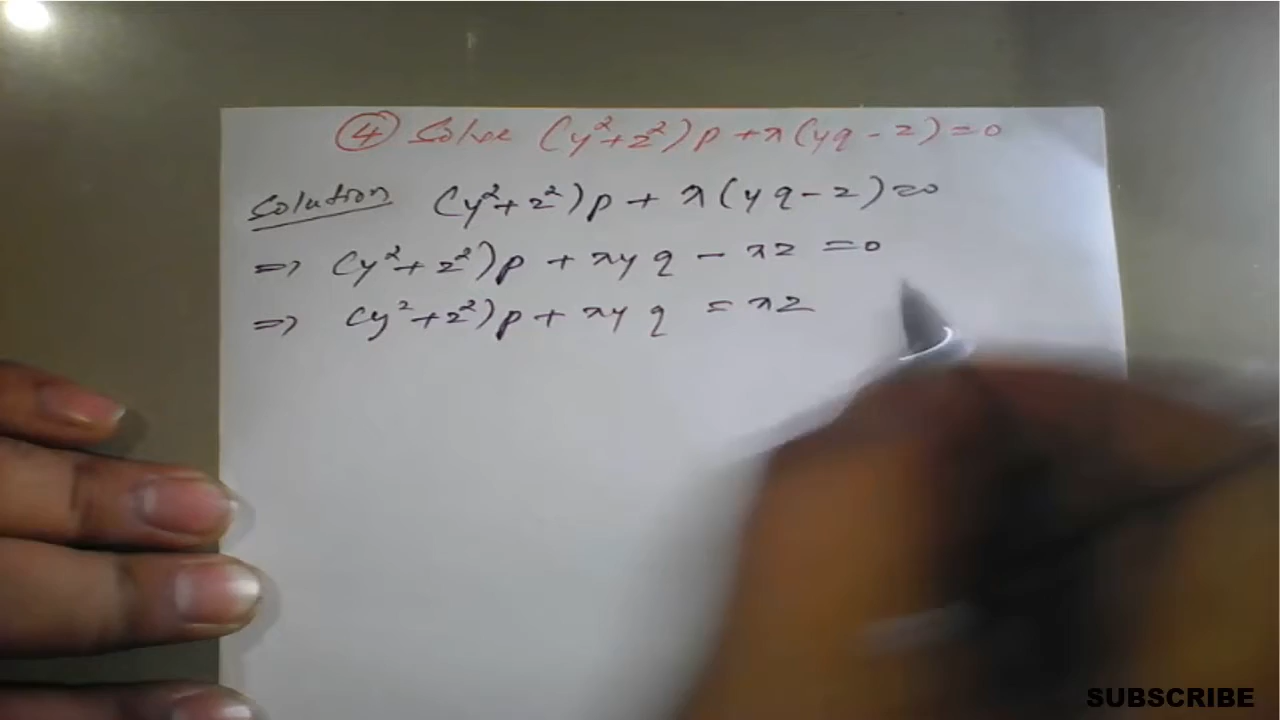 ④ Solve (y²+z²)p+x(yq-z)=0
Solution (y²+z²)p+x(yq-z)=0
=> (y²+z²)p+xyq-xz=0
=> (y²+z²)p+xyq=xz
SUBSCRIBE